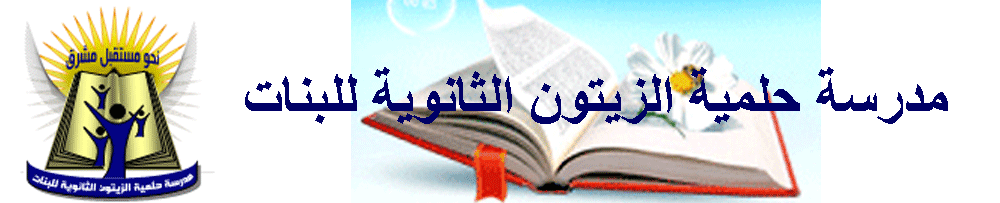 مدرسة حلمية الزيتون الثانوية للبنات
نحو مستقبل مشرق
مدرسة حلمية الزيتون الثانوية للبنات